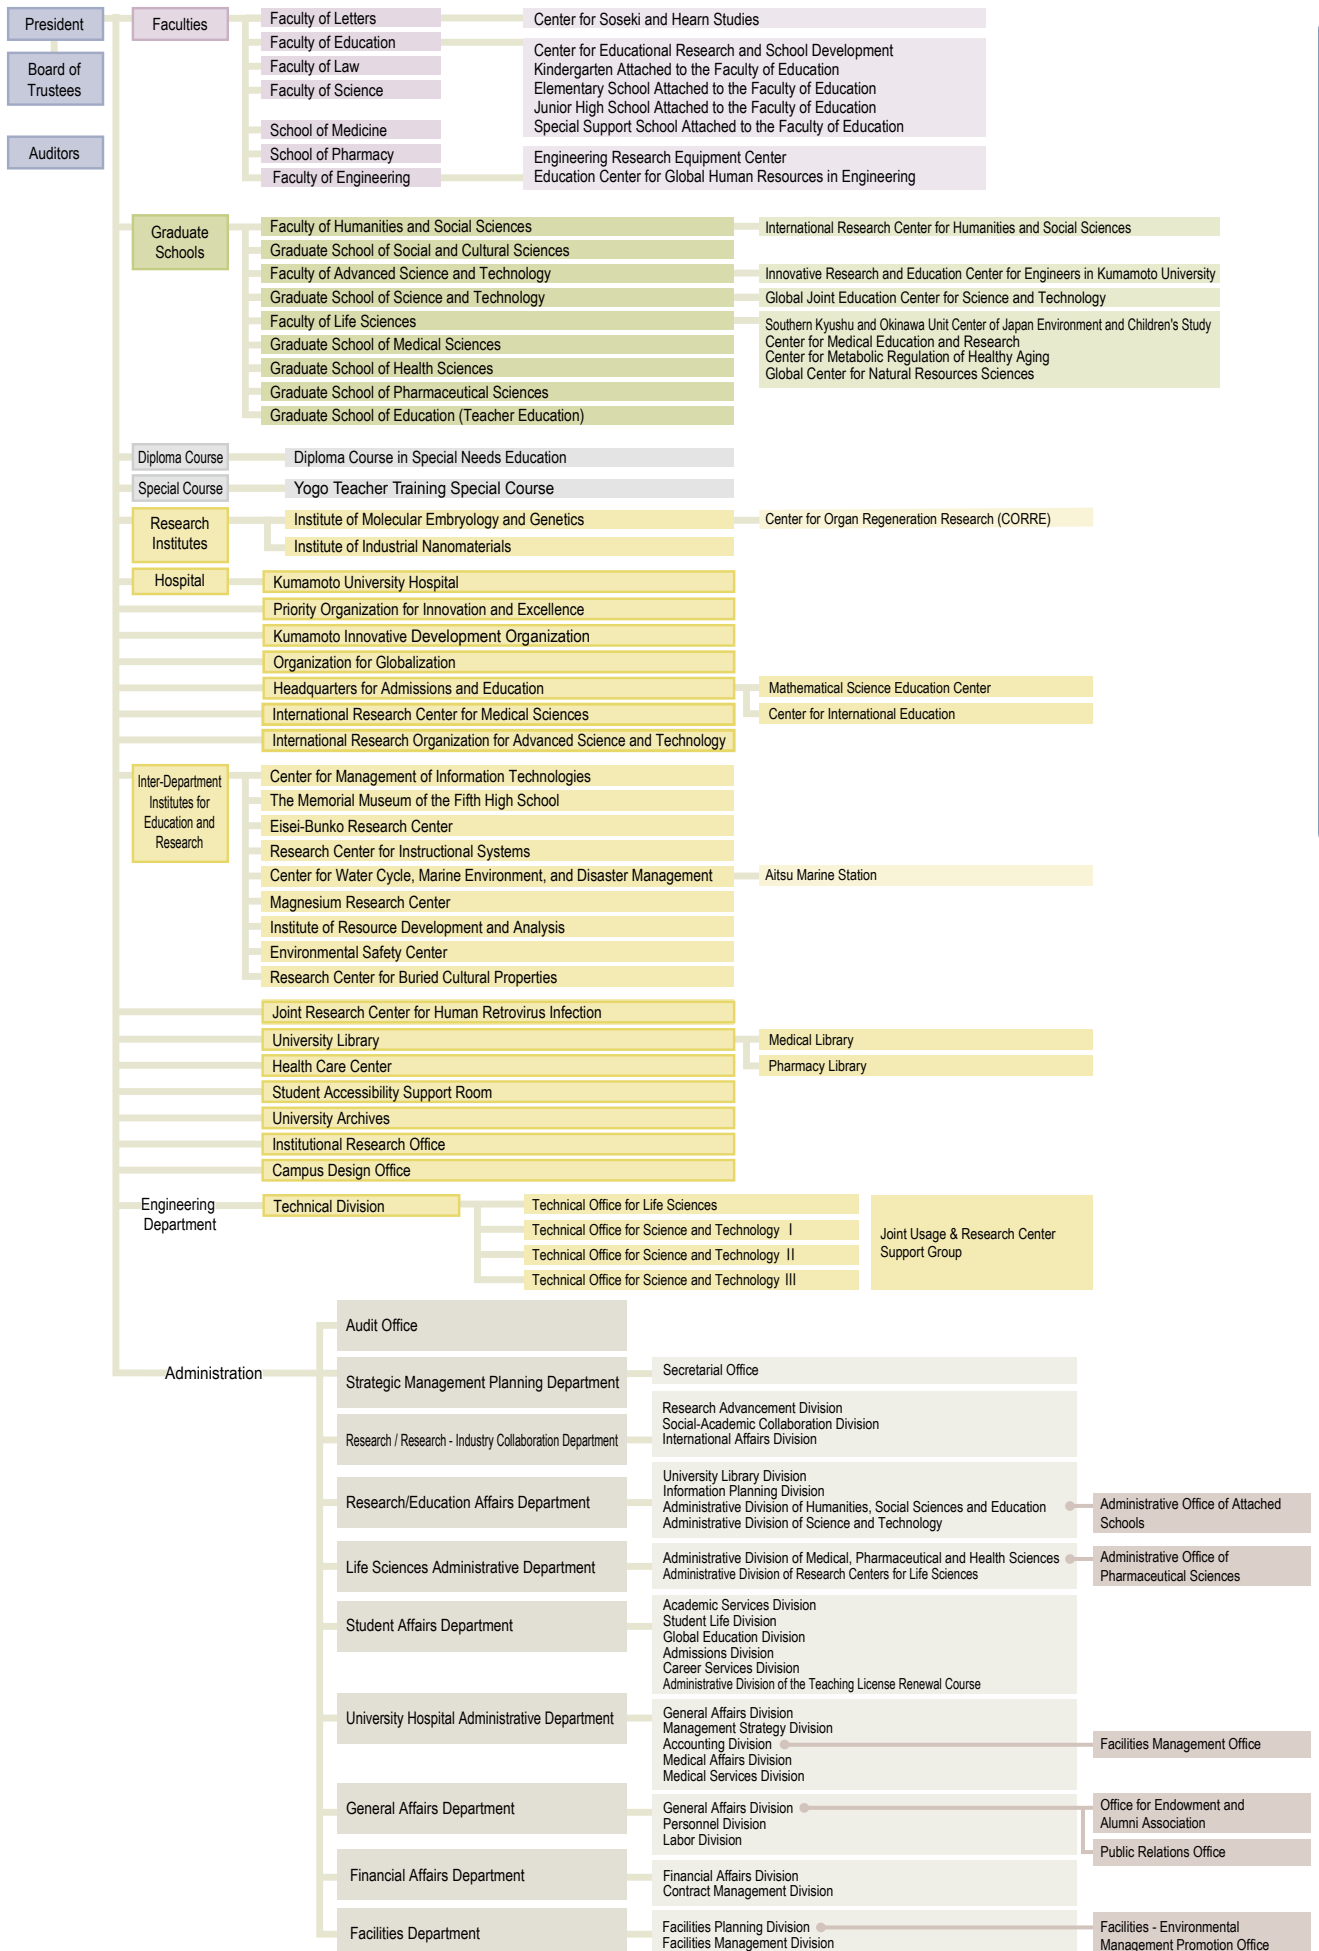 President
Board of
Trustees
Auditors
Faculties
Faculty of Letters
Center for Soseki and Hearn Studies
Faculty of Education
Center for Educational Research and School Development
Kindergarten Attached to the Faculty of Education
Elementary School Attached to the Faculty of Education
Junior High School Attached to the Faculty of Education
Special Support School Attached to the Faculty of Education
Faculty of Law
Faculty of Science
School of Medicine
School of Pharmacy
Faculty of Engineering
Engineering Research Equipment Center
Education Center for Global Human Resources in Engineering
Graduate
Schools
Faculty of Humanities and Social Sciences
International Research Center for Humanities and Social Sciences
Graduate School of Social and Cultural Sciences
Faculty of Advanced Science and Technology
Innovative Research and Education Center for Engineers in Kumamoto University
Graduate School of Science and Technology
Global Joint Education Center for Science and Technology
Faculty of Life Sciences
Southern Kyushu and Okinawa Unit Center of Japan Environment and Children's Study
Center for Medical Education and Research
Center for Metabolic Regulation of Healthy Aging
Global Center for Natural Resources Sciences
Graduate School of Medical Sciences
Graduate School of Health Sciences
Graduate School of Pharmaceutical Sciences
Graduate School of Education (Teacher Education)
Diploma Course
Diploma Course in Special Needs Education
Special Course
Yogo Teacher Training Special Course
Research
Institutes
Institute of Molecular Embryology and Genetics
Center for Organ Regeneration Research (CORRE)
Institute of Industrial Nanomaterials
Hospital
Kumamoto University Hospital
Priority Organization for Innovation and Excellence
Kumamoto Innovative Development Organization
Organization for Globalization
Headquarters for Admissions and Education
Mathematical Science Education Center
Center for International Education
International Research Center for Medical Sciences
International Research Organization for Advanced Science and Technology
Inter-Department
Institutes for
Education and
Research
Center for Management of Information Technologies
The Memorial Museum of the Fifth High School
Eisei-Bunko Research Center
Research Center for Instructional Systems
Center for Water Cycle, Marine Environment, and Disaster Management
Aitsu Marine Station
Magnesium Research Center
Institute of Resource Development and Analysis
Environmental Safety Center
Research Center for Buried Cultural Properties
Joint Research Center for Human Retrovirus Infection
University Library
Medical Library
Pharmacy Library
Health Care Center
Student Accessibility Support Room
University Archives
Institutional Research Office
Campus Design Office
Engineering
Department
Technical Division
Technical Office for Life Sciences
Technical Office for Science and Technology I
Technical Office for Science and Technology II
Technical Office for Science and Technology III
Joint Usage & Research Center
Support Group
Administration
Audit Office
Strategic Management Planning Department
Secretarial Office
Research / Research - Industry Collaboration Department
Research Advancement Division
Social-Academic Collaboration Division
International Affairs Division
Research/Education Affairs Department
University Library Division
Information Planning Division
Administrative Division of Humanities, Social Sciences and Education
Administrative Division of Science and Technology
Administrative Office of Attached
Schools
Life Sciences Administrative Department
Administrative Division of Medical, Pharmaceutical and Health Sciences
Administrative Division of Research Centers for Life Sciences
Administrative Office of
Pharmaceutical Sciences
Student Affairs Department
Academic Services Division
Student Life Division
Global Education Division
Admissions Division
Career Services Division
Administrative Division of the Teaching License Renewal Course
University Hospital Administrative Department
General Affairs Division
Management Strategy Division
Accounting Division
Medical Affairs Division
Medical Services Division
Facilities Management Office
General Affairs Department
General Affairs Division
Personnel Division
Labor Division
Office for Endowment and
Alumni Association
Public Relations Office
Financial Affairs Department
Financial Affairs Division
Contract Management Division
Facilities Department
Facilities Planning Division
Facilities Management Division
Facilities - Environmental
Management Promotion Office